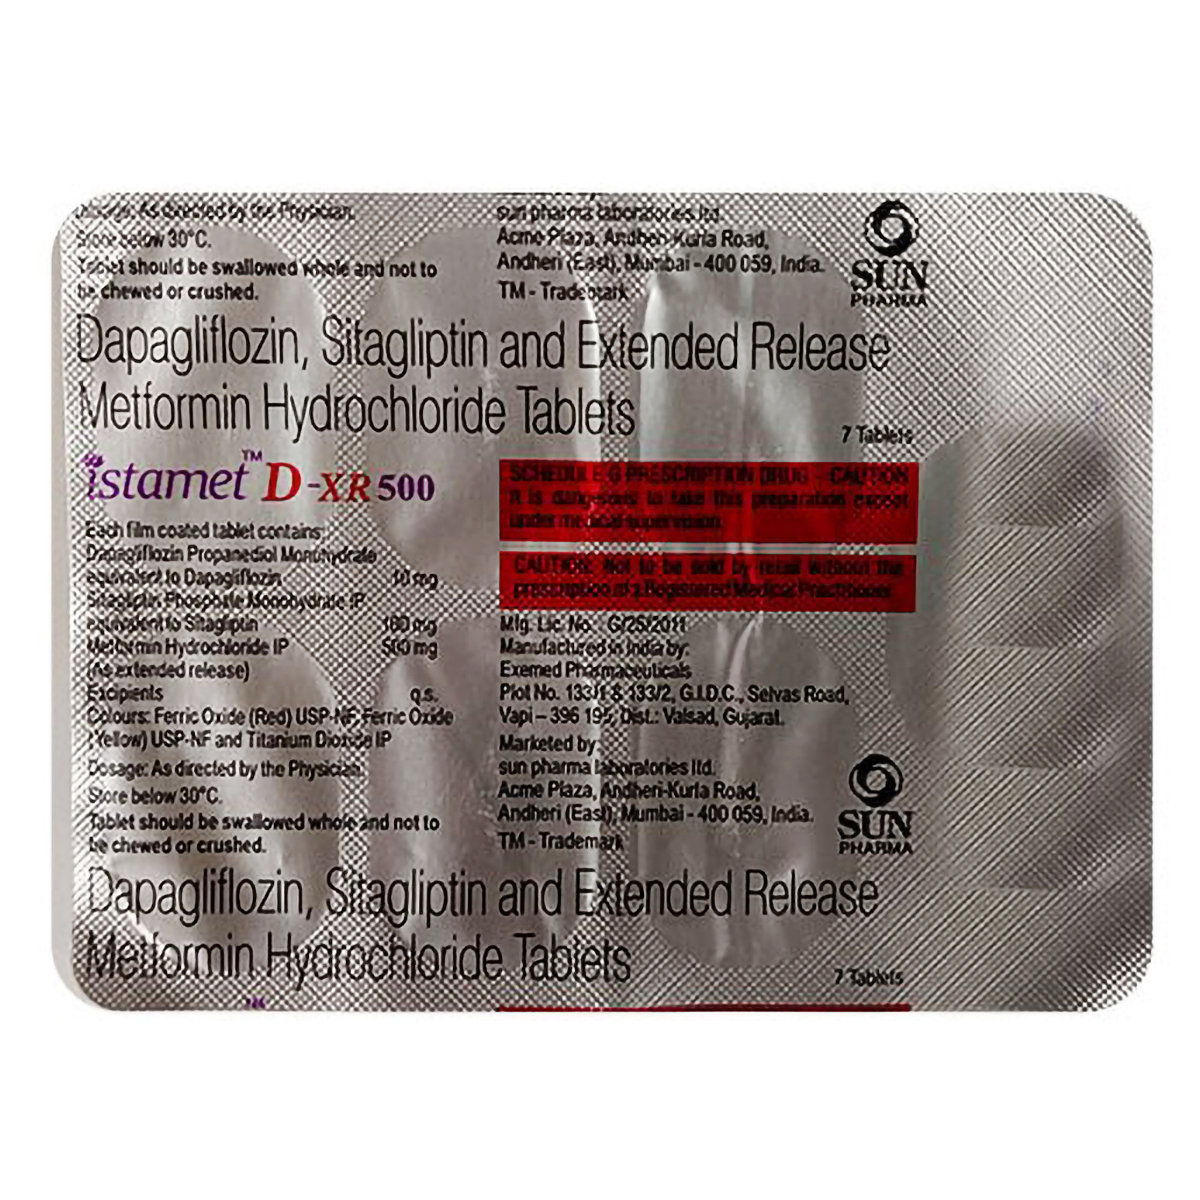 Dosage: As directed by the Physician.
Store below 30°C.
Tablet should be swallowed whole and not to
be chewed or crushed.
sun pharma laboratories ltd.
Acme Plaza, Andheri-Kurla Road,
Andheri (East), Mumbai - 400 059, India.
TM - Trademark
SUN
PHARMA
Dapagliflozin, Sitagliptin and Extended Release
Metformin Hydrochloride Tablets
7 Tablets
istamet™ D-XR 500
SCHEDULE G PRESCRIPTION DRUG - CAUTION
It is dangerous to take this preparation except
under medical supervision.
CAUTION: Not to be sold by retail without the
prescription of a Registered Medical Practitioner.
Each film coated tablet contains:
Dapagliflozin Propanediol Monohydrate
equivalent to Dapagliflozin 10 mg
Sitagliptin Phosphate Monohydrate IP
equivalent to Sitagliptin 100 mg
Metformin Hydrochloride IP 500 mg
(As extended release)
Excipients q.s.
Colours: Ferric Oxide (Red) USP-NF, Ferric Oxide
(Yellow) USP-NF and Titanium Dioxide IP
Dosage: As directed by the Physician.
Store below 30°C.
Tablet should be swallowed whole and not to
be chewed or crushed.
Mfg. Lic. No.: G/25/2011
Manufactured in India by:
Exemed Pharmaceuticals
Plot No. 133/1 & 133/2, G.I.D.C., Selvas Road,
Vapi – 396 195, Dist.: Valsad, Gujarat.
Marketed by:
sun pharma laboratories ltd.
Acme Plaza, Andheri-Kurla Road,
Andheri (East), Mumbai - 400 059, India.
TM - Trademark
SUN
PHARMA
Dapagliflozin, Sitagliptin and Extended Release
Metformin Hydrochloride Tablets
7 Tablets
TM